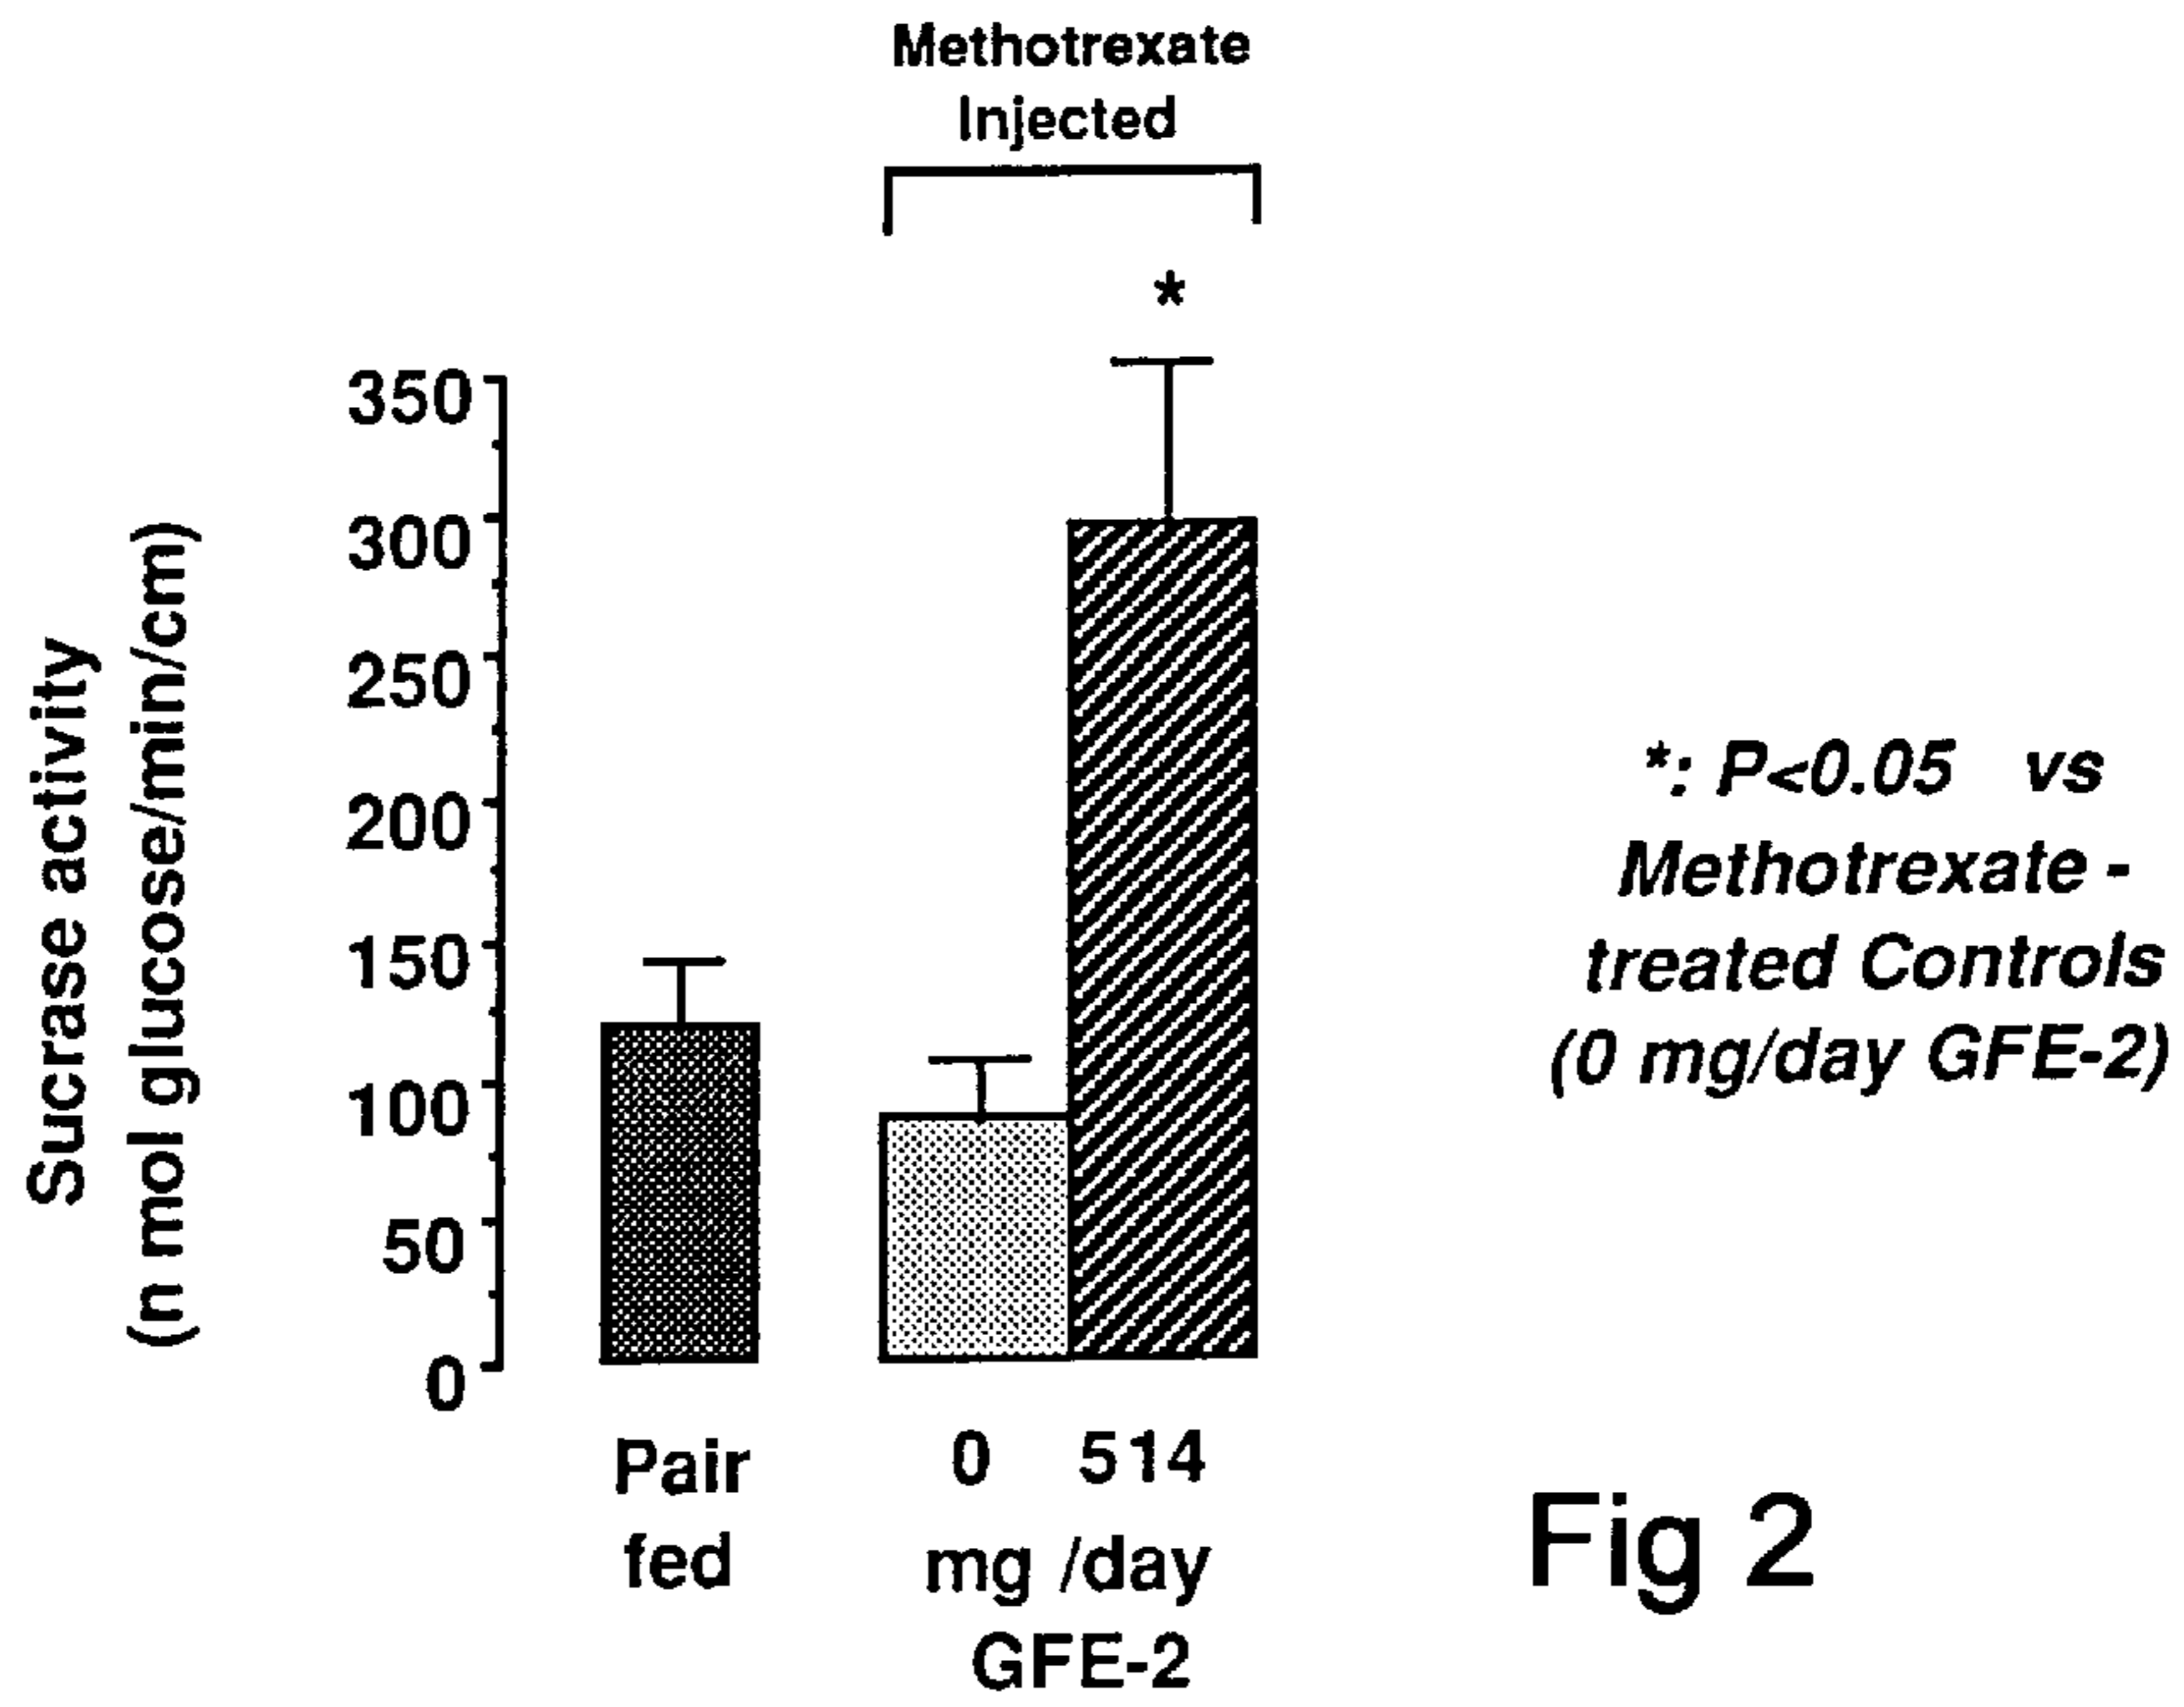 Methotrexate
Injected
*
350
300
250
200
150
100
50
0
Sucrase activity
(n mol glucose/min/cm)
Pair
fed
0 514
mg /day
GFE-2
*: P<0.05 vs
Methotrexate -
treated Controls
(0 mg/day GFE-2)
Fig 2